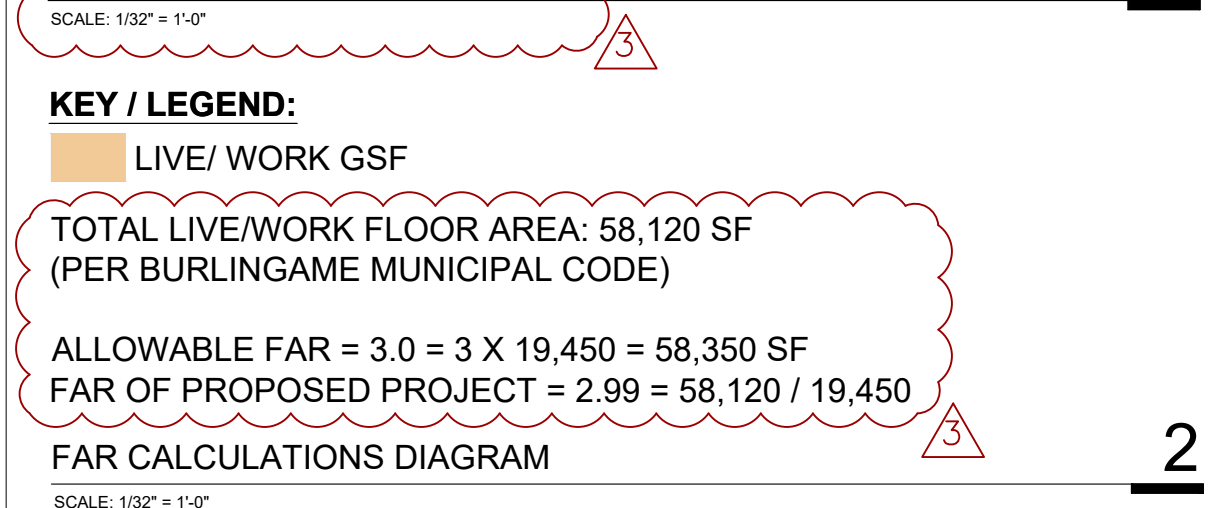 SCALE: 1/32" = 1'-0"
3
KEY / LEGEND:
LIVE/ WORK GSF
TOTAL LIVE/WORK FLOOR AREA: 58,120 SF
(PER BURLINGAME MUNICIPAL CODE)
ALLOWABLE FAR = 3.0 = 3 X 19,450 = 58,350 SF
FAR OF PROPOSED PROJECT = 2.99 = 58,120 / 19,450
3
FAR CALCULATIONS DIAGRAM
2
SCALE: 1/32" = 1'-0"